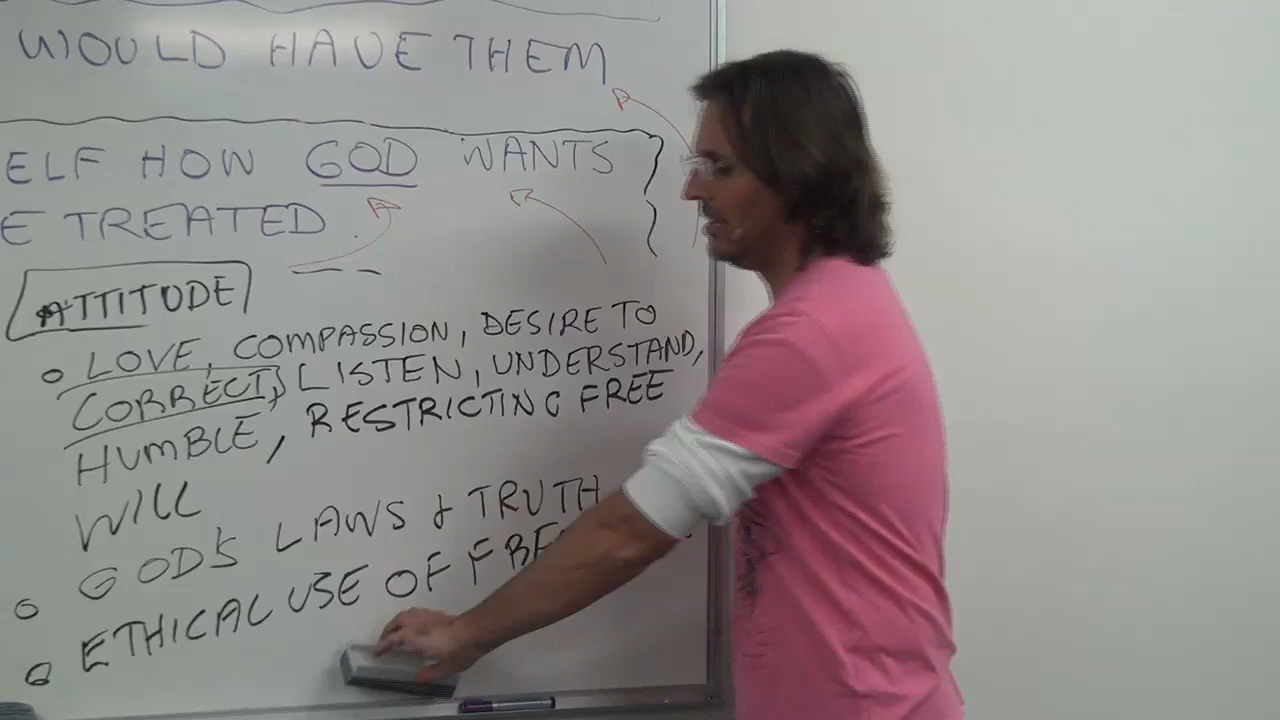 WOULD HAVE THEM
ELF HOW GOD WANTS
E TREATED
ATTITUDE
LOVE, COMPASSION, DESIRE TO
CORRECT, LISTEN, UNDERSTAND,
HUMBLE, RESTRICTING FREE
WILL
GOD'S LAWS & TRUTH
ETHICAL USE OF FREE